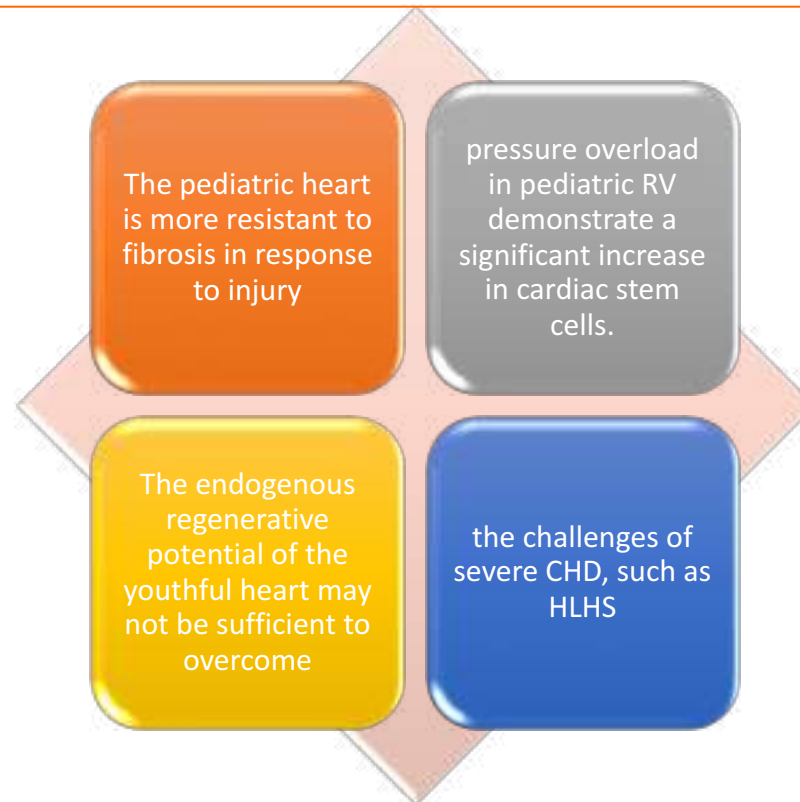 The pediatric heart
is more resistant to
fibrosis in response
to injury
pressure overload
in pediatric RV
demonstrate a
significant increase
in cardiac stem
cells.
The endogenous
regenerative
potential of the
youthful heart may
not be sufficient to
overcome
the challenges of
severe CHD, such as
HLHS